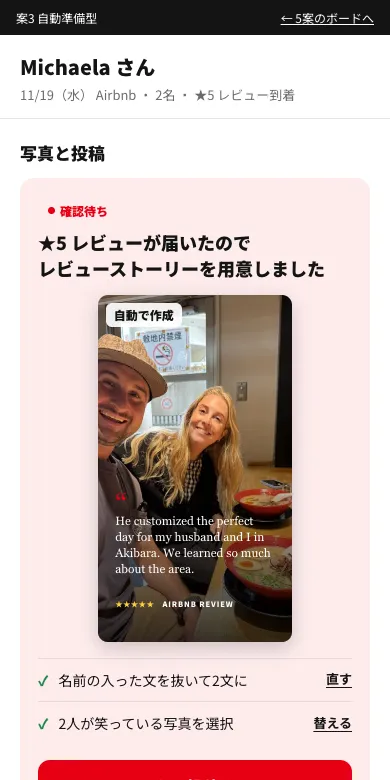 案3 自動準備型
← 5案のボードへ
Michaela さん
11/19（水） Airbnb ・ 2名 ・ ★5 レビュー到着
写真と投稿
確認待ち
★5 レビューが届いたので
レビューストーリーを用意しました
自動で作成
敷地内禁煙
“
He customized the perfect
day for my husband and I in
Akibara. We learned so much
about the area.
★★★★★ AIRBNB REVIEW
✓ 名前の入った文を抜いて2文に
直す
✓ 2人が笑っている写真を選択
替える